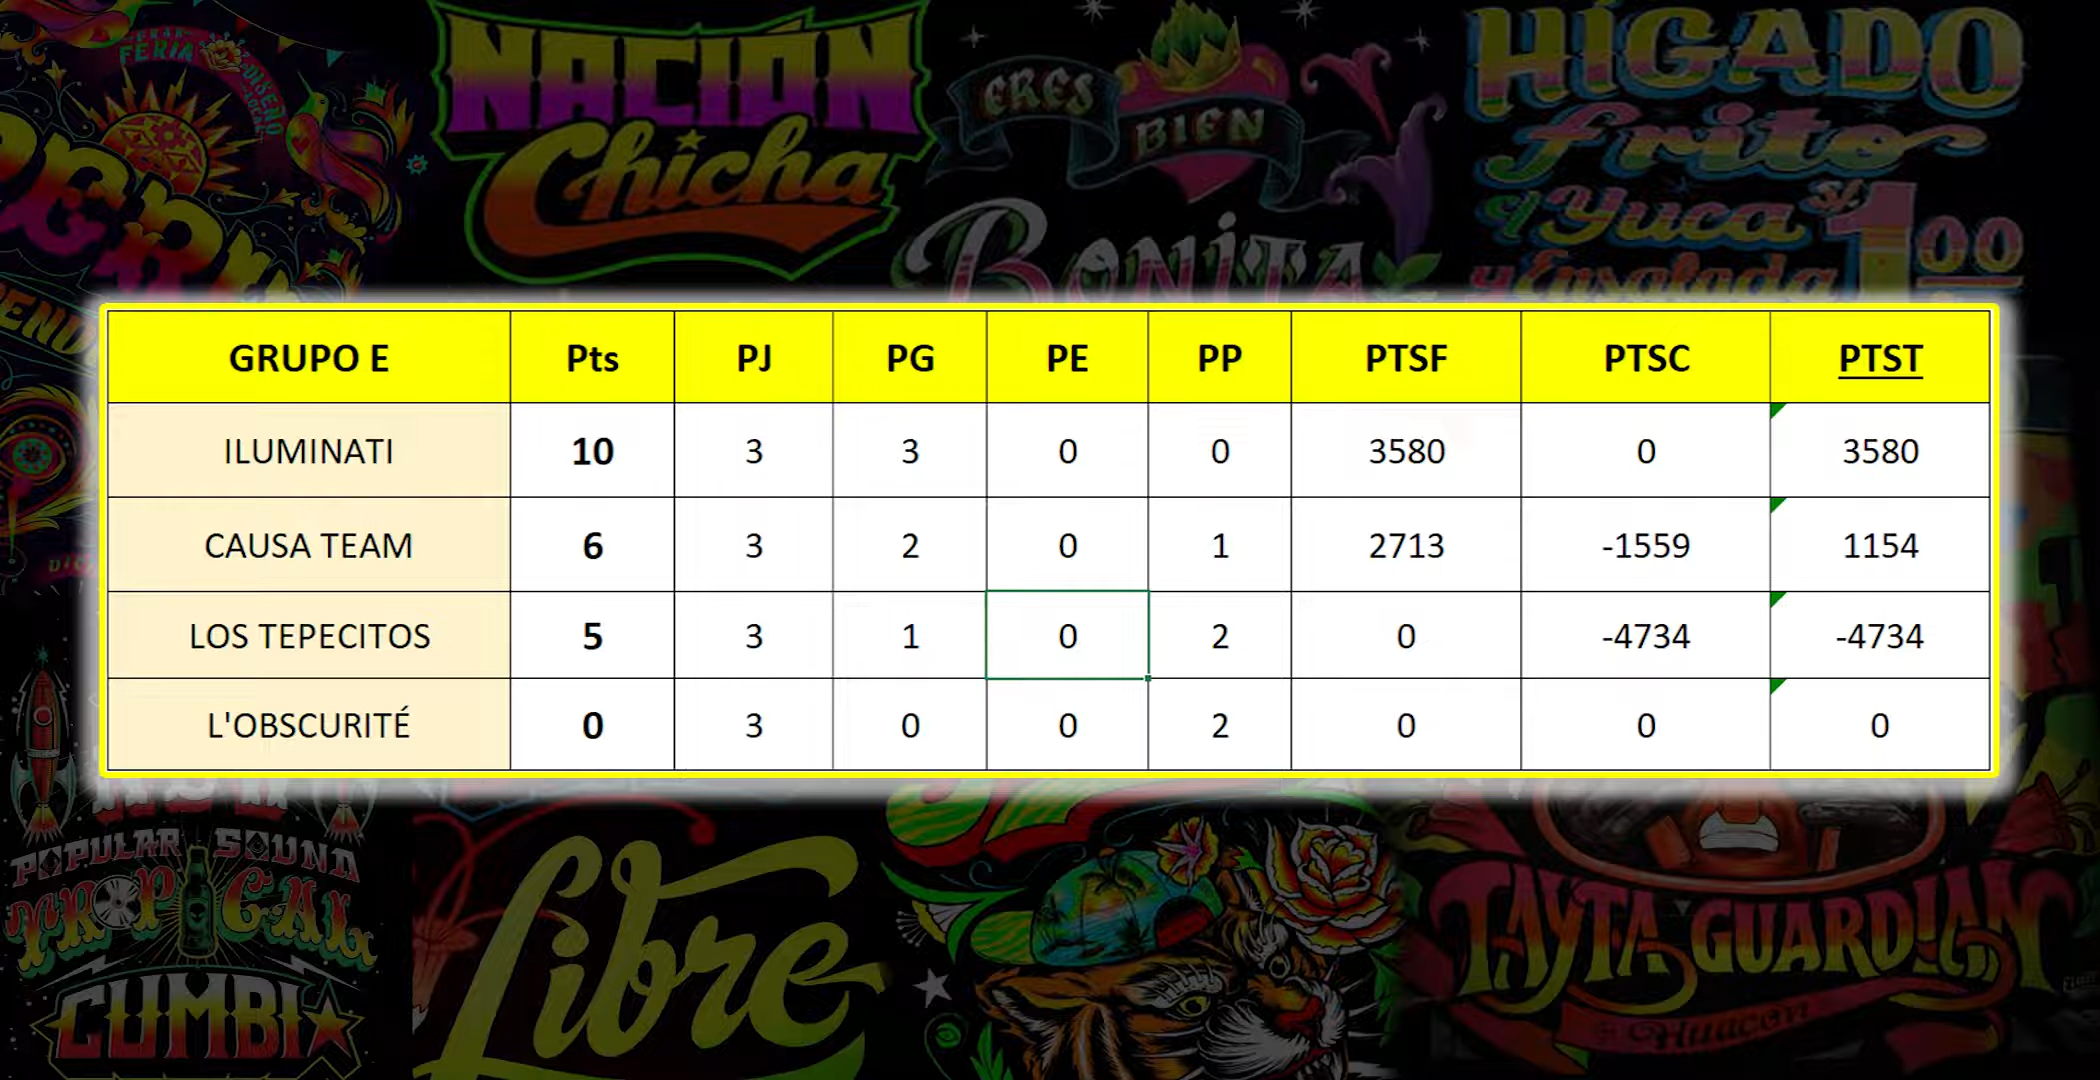 FERIA
NACIÓN
Chicha
ERES
BIEN
BONITA
HÍGADO
frito
y Yuca S/. 1.00
y Ensalada
GRUPO E Pts PJ PG PE PP PTSF PTSC PTST
ILUMINATI 10 3 3 0 0 3580 0 3580
CAUSA TEAM 6 3 2 0 1 2713 -1559 1154
LOS TEPECITOS 5 3 1 0 2 0 -4734 -4734
L'OBSCURITÉ 0 3 0 0 2 0 0 0
POPULAR SOUND
TROPICAL
CUMBIA
Libre
TAYTA GUARDIAN
Huacon